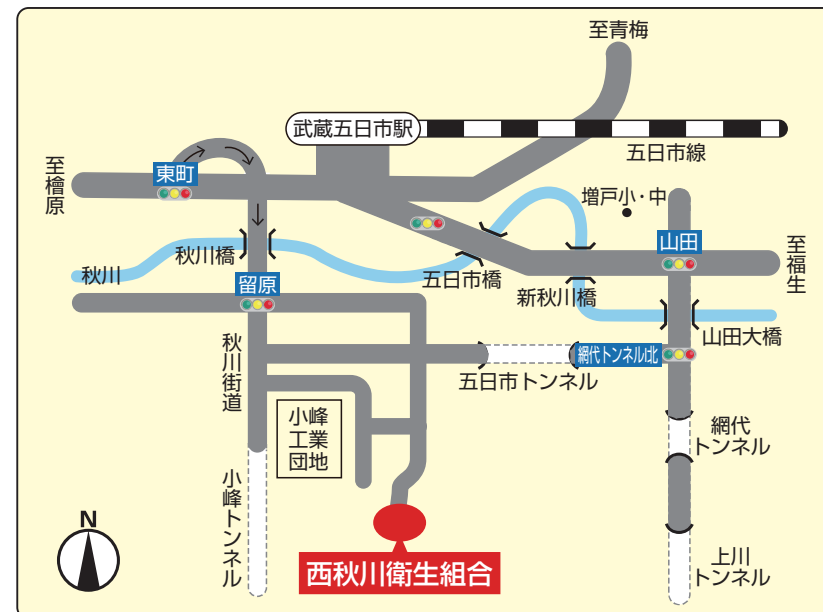 至青梅
武蔵五日市駅
五日市線
至檜原
東町
増戸小・中
山田
至福生
秋川橋
秋川
五日市橋
新秋川橋
留原
山田大橋
秋川街道
網代トンネル北
五日市トンネル
小峰
工業
団地
網代
トンネル
小峰トンネル
N
西秋川衛生組合
上川
トンネル